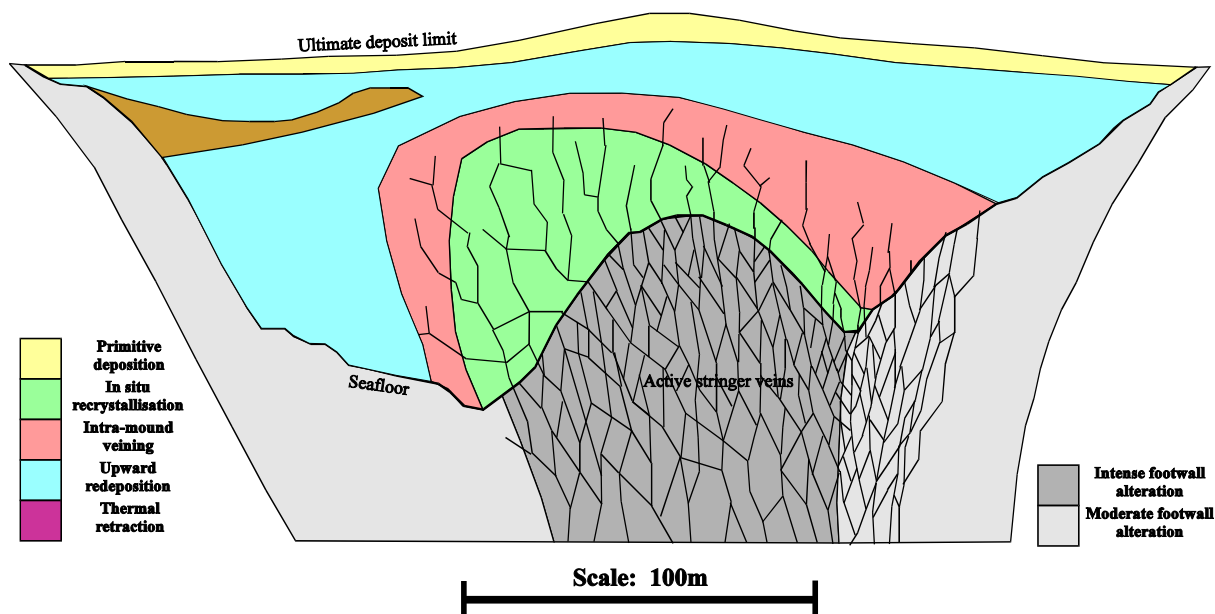 Ultimate deposit limit
Seafloor
Active stringer veins
Primitive
deposition
In situ
recrystallisation
Intra-mound
veining
Upward
redeposition
Thermal
retraction
Intense footwall
alteration
Moderate footwall
alteration
Scale: 100m